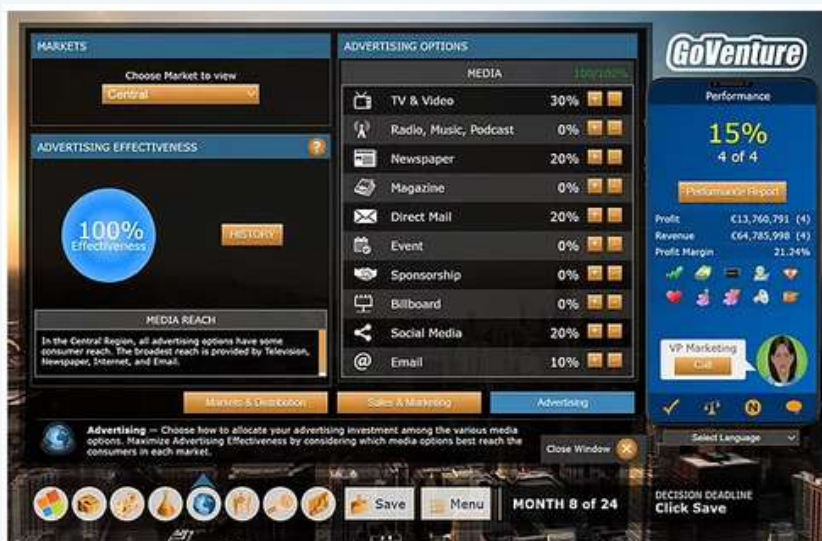 MARKETS
Choose Market to view
Central
ADVERTISING EFFECTIVENESS
?
100%
Effectiveness
HISTORY
MEDIA REACH
In the Central Region, all advertising options have some
consumer reach. The broadest reach is provided by Television,
Newspaper, Internet, and Email.
ADVERTISING OPTIONS
MEDIA 100/100%
TV & Video 30%
Radio, Music, Podcast 0%
Newspaper 20%
Magazine 0%
Direct Mail 20%
Event 0%
Sponsorship 0%
Billboard 0%
Social Media 20%
Email 10%
Markets & Distribution
Sales & Marketing
Advertising
Advertising — Choose how to allocate your advertising investment among the various media
options. Maximize Advertising Effectiveness by considering which media options best reach the
consumers in each market.
Close Window
Save
Menu
MONTH 8 of 24
GoVenture
Performance
15%
4 of 4
Performance Report
Profit €13,760,791 (4)
Revenue €64,785,998 (4)
Profit Margin 21.24%
VP Marketing
Call
N
Select Language
DECISION DEADLINE
Click Save